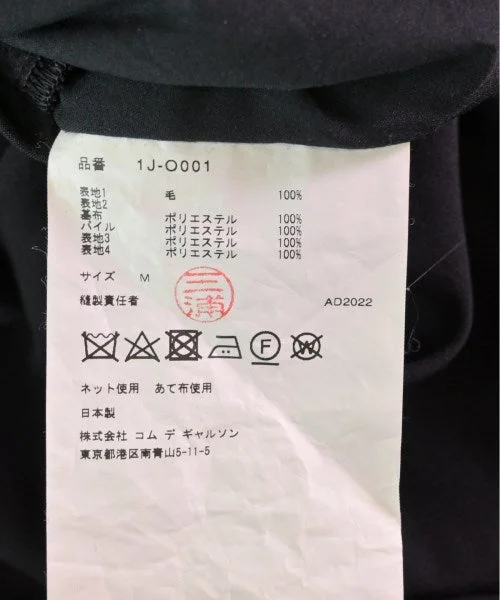 品番 1J-O001
表地1 毛 100%
表地2
基布 ポリエステル 100%
パイル ポリエステル 100%
表地3 ポリエステル 100%
表地4 ポリエステル 100%
サイズ M
縫製責任者 三浦 AD2022
F W
ネット使用 あて布使用
日本製
株式会社 コム デ ギャルソン
東京都港区南青山5-11-5